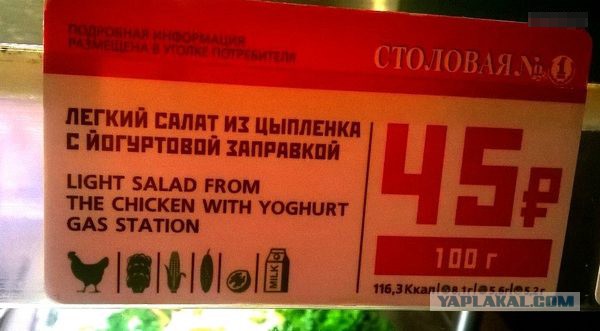 ПОДРОБНАЯ ИНФОРМАЦИЯ
РАЗМЕЩЕНА В УГОЛКЕ ПОТРЕБИТЕЛЯ
СТОЛОВАЯ № 1
ЛЕГКИЙ САЛАТ ИЗ ЦЫПЛЕНКА
С ЙОГУРТОВОЙ ЗАПРАВКОЙ
LIGHT SALAD FROM
THE CHICKEN WITH YOGHURT
GAS STATION
45₽
100 г
MILK
116,3 Ккал
YAPLAKAL.COM